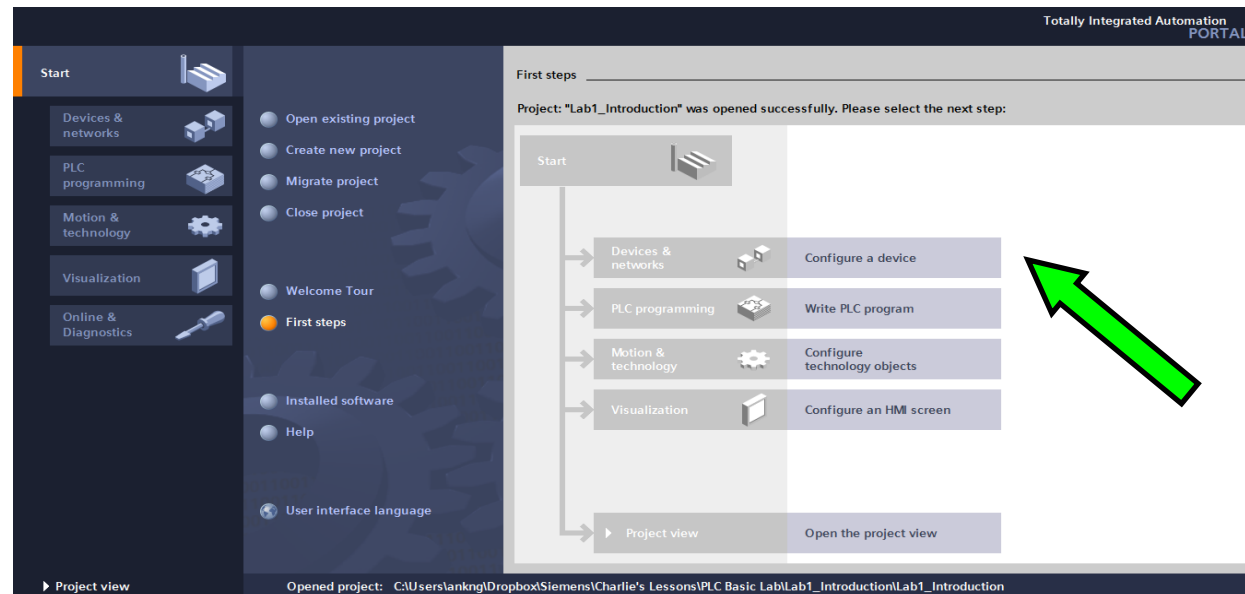 Totally Integrated Automation
PORTAL
Start
Devices &
networks
PLC
programming
Motion &
technology
Visualization
Online &
Diagnostics
Project view
Open existing project
Create new project
Migrate project
Close project
Welcome Tour
First steps
Installed software
Help
User interface language
First steps
Project: "Lab1_Introduction" was opened successfully. Please select the next step:
Start
Devices &
networks
Configure a device
PLC programming
Write PLC program
Motion &
technology
Configure
technology objects
Visualization
Configure an HMI screen
Project view
Open the project view
Opened project: C:\Users\ankng\Dropbox\Siemens\Charlie's Lessons\PLC Basic Lab\Lab1_Introduction\Lab1_Introduction